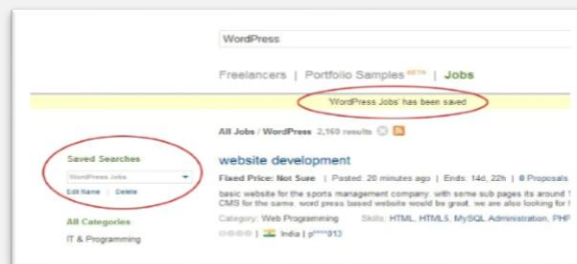 WordPress
Freelancers | Portfolio Samples BETA | Jobs
'WordPress Jobs' has been saved
All Jobs / WordPress 2,160 results
Saved Searches
WordPress Jobs
Edit Name | Delete
All Categories
IT & Programming
website development
Fixed Price: Not Sure | Posted: 20 minutes ago | Ends: 14d, 22h | 0 Proposals
basic website for the sports management company. with some sub pages its around
CMS for the same. word press based website would be great. we are also looking for
Category: Web Programming Skills: HTML, HTML5, MySQL Administration, PHP
India | p****013